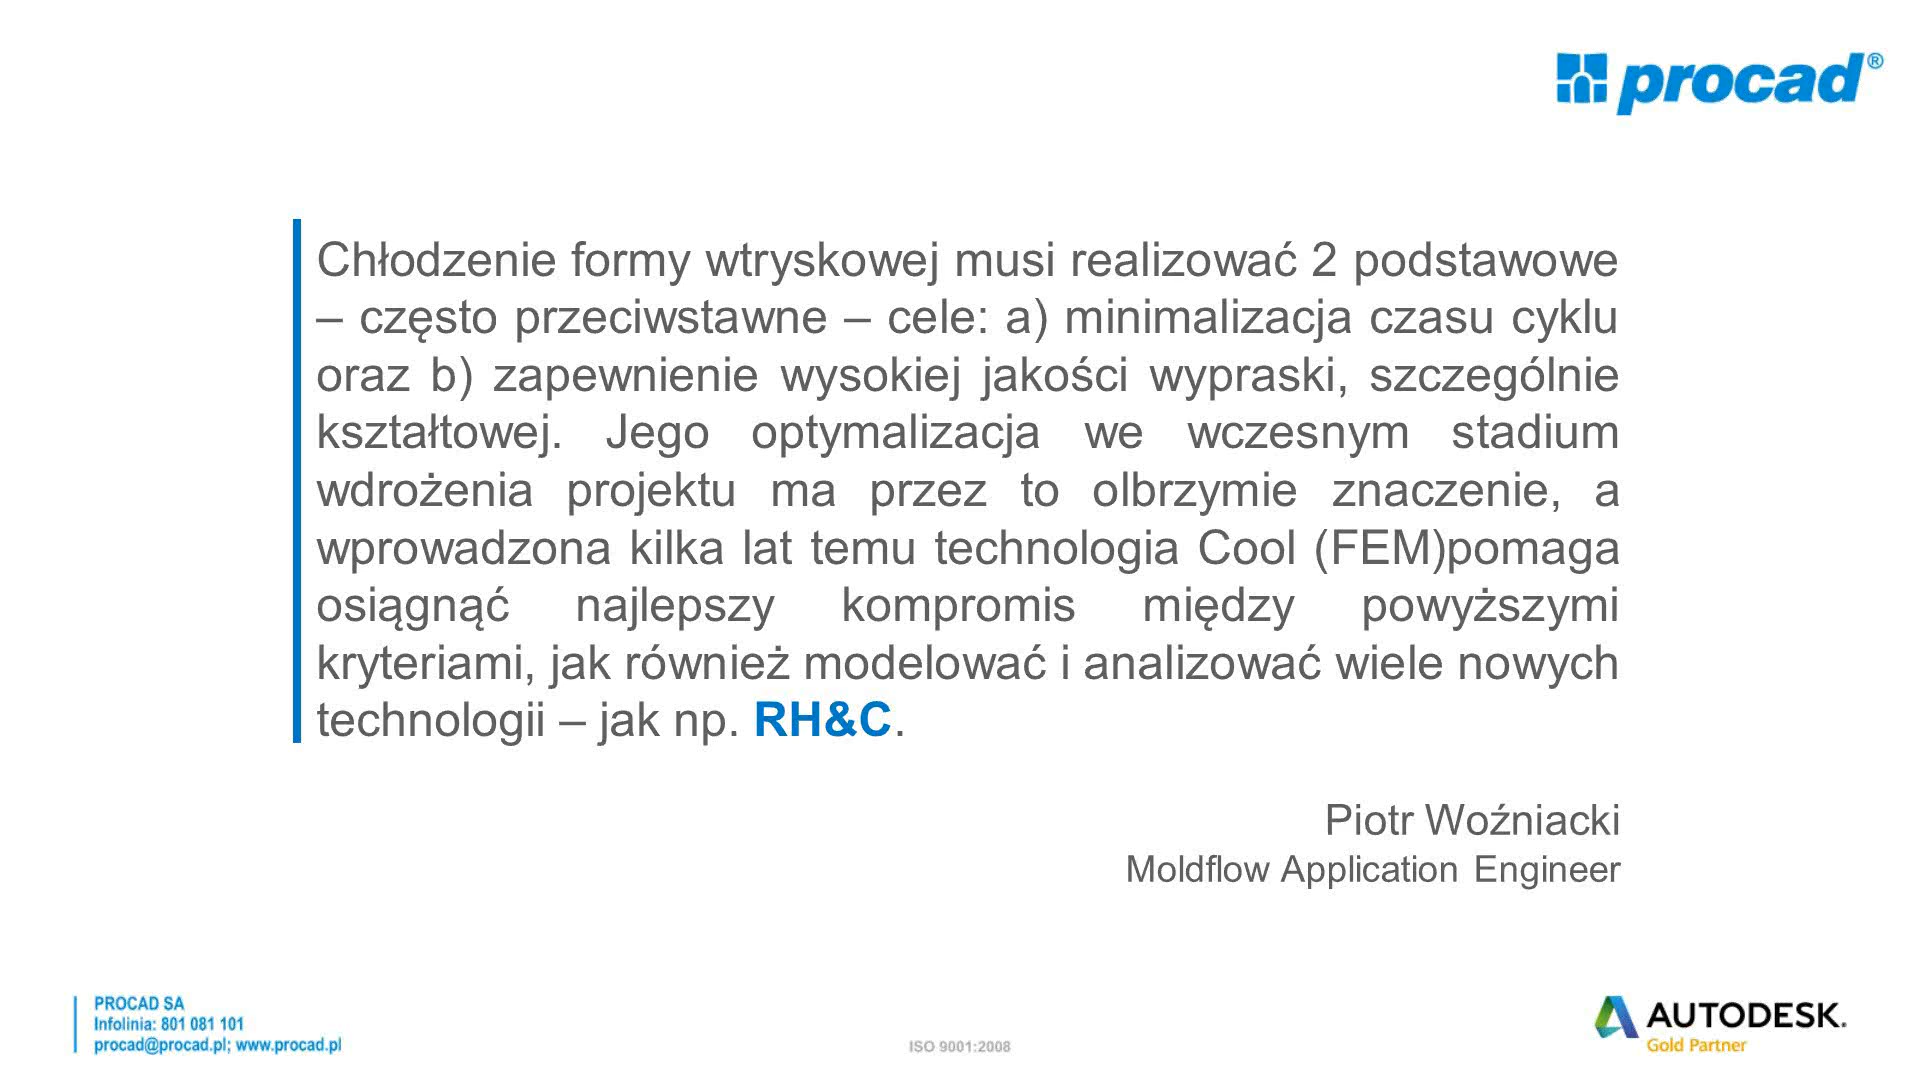 procad®
Chłodzenie formy wtryskowej musi realizować 2 podstawowe
– często przeciwstawne – cele: a) minimalizacja czasu cyklu
oraz b) zapewnienie wysokiej jakości wypraski, szczególnie
kształtowej. Jego optymalizacja we wczesnym stadium
wdrożenia projektu ma przez to olbrzymie znaczenie, a
wprowadzona kilka lat temu technologia Cool (FEM)pomaga
osiągnąć najlepszy kompromis między powyższymi
kryteriami, jak również modelować i analizować wiele nowych
technologii – jak np. RH&C.
Piotr Woźniacki
Moldflow Application Engineer
PROCAD SA
Infolinia: 801 081 101
procad@procad.pl; www.procad.pl
ISO 9001:2008
AUTODESK.
Gold Partner